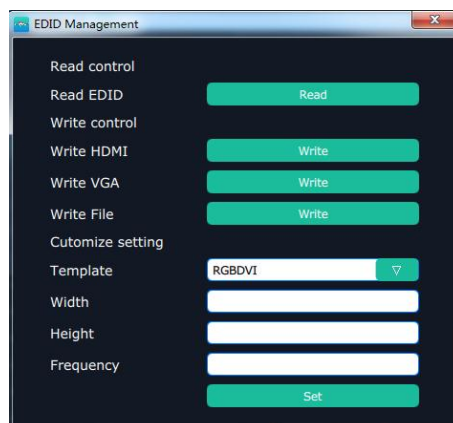 EDID Management
Read control
Read EDID Read
Write control
Write HDMI Write
Write VGA Write
Write File Write
Cutomize setting
Template RGBDVI
Width
Height
Frequency
Set